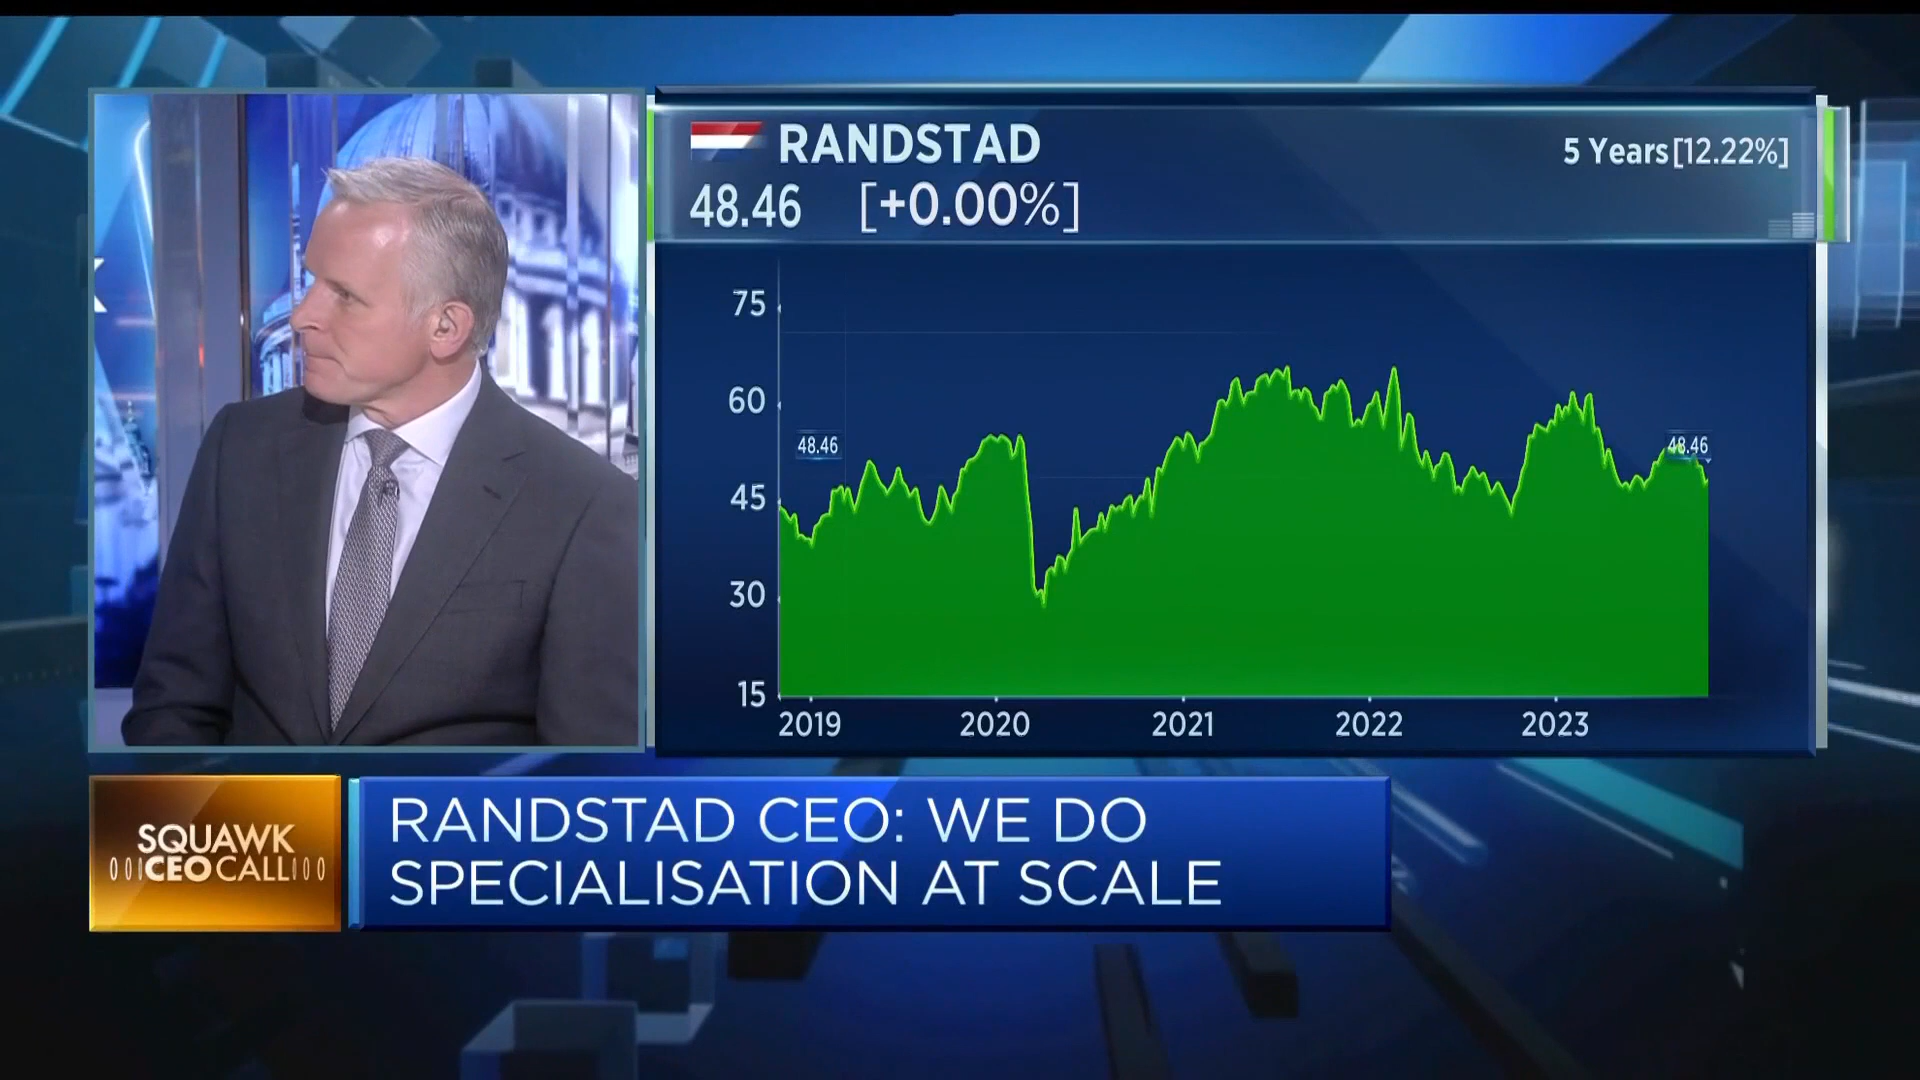 RANDSTAD
5 Years[12.22%]
48.46 [+0.00%]
75
60
45
30
15
48.46
48.46
2019 2020 2021 2022 2023
SQUAWK
CEO CALL
RANDSTAD CEO: WE DO
SPECIALISATION AT SCALE